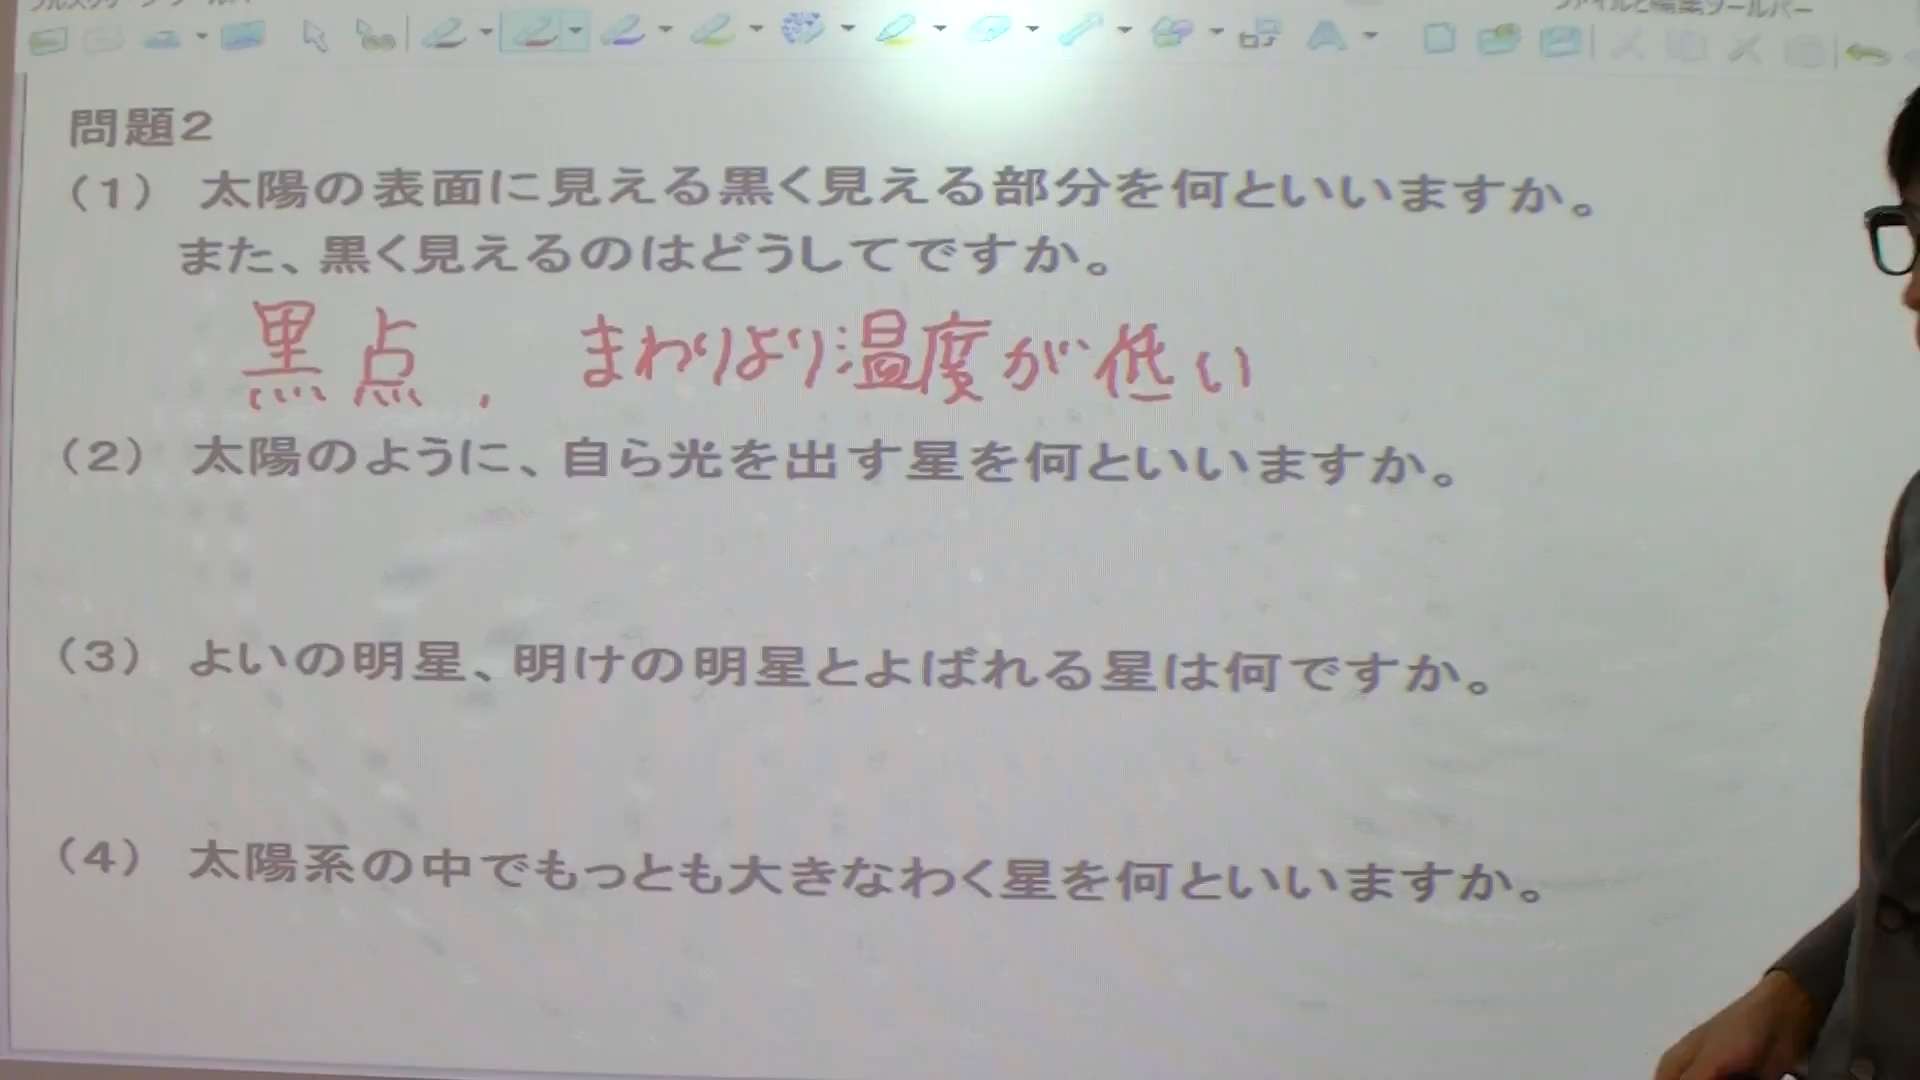 問題2
(1) 太陽の表面に見える黒く見える部分を何といいますか。
また、黒く見えるのはどうしてですか。
黒点、まわりより温度が低い
(2) 太陽のように、自ら光を出す星を何といいますか。
(3) よいの明星、明けの明星とよばれる星は何ですか。
(4) 太陽系の中でもっとも大きなわく星を何といいますか。